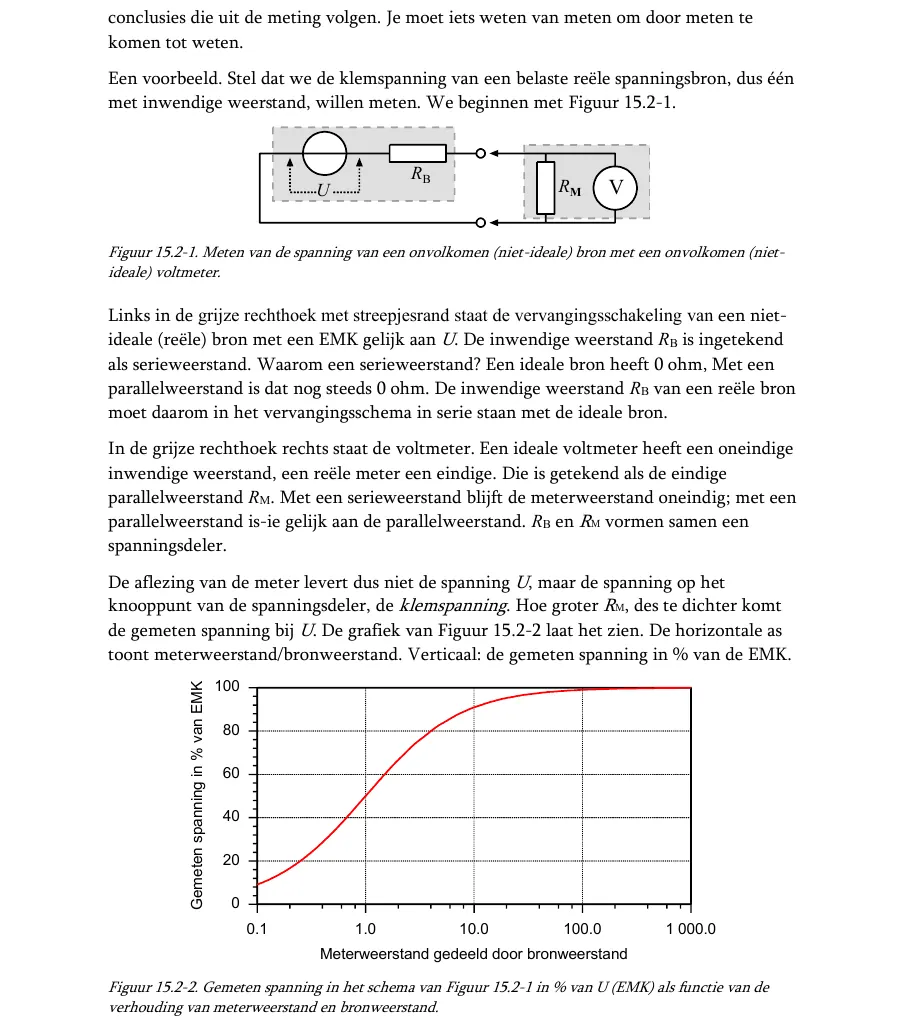 conclusies die uit de meting volgen. Je moet iets weten van meten om door meten te
komen tot weten.
Een voorbeeld. Stel dat we de klemspanning van een belaste reële spanningsbron, dus één
met inwendige weerstand, willen meten. We beginnen met Figuur 15.2-1.
U
RB
RM
V
Figuur 15.2-1. Meten van de spanning van een onvolkomen (niet-ideale) bron met een onvolkomen (niet-
ideale) voltmeter.
Links in de grijze rechthoek met streepjesrand staat de vervangingsschakeling van een niet-
ideale (reële) bron met een EMK gelijk aan U. De inwendige weerstand RB is ingetekend
als serieweerstand. Waarom een serieweerstand? Een ideale bron heeft 0 ohm, Met een
parallelweerstand is dat nog steeds 0 ohm. De inwendige weerstand RB van een reële bron
moet daarom in het vervangingsschema in serie staan met de ideale bron.
In de grijze rechthoek rechts staat de voltmeter. Een ideale voltmeter heeft een oneindige
inwendige weerstand, een reële meter een eindige. Die is getekend als de eindige
parallelweerstand RM. Met een serieweerstand blijft de meterweerstand oneindig; met een
parallelweerstand is-ie gelijk aan de parallelweerstand. RB en RM vormen samen een
spanningsdeler.
De aflezing van de meter levert dus niet de spanning U, maar de spanning op het
knooppunt van de spanningsdeler, de klemspanning. Hoe groter RM, des te dichter komt
de gemeten spanning bij U. De grafiek van Figuur 15.2-2 laat het zien. De horizontale as
toont meterweerstand/bronweerstand. Verticaal: de gemeten spanning in % van de EMK.
Gemeten spanning in % van EMK
100
80
60
40
20
0
0.1 1.0 10.0 100.0 1 000.0
Meterweerstand gedeeld door bronweerstand
Figuur 15.2-2. Gemeten spanning in het schema van Figuur 15.2-1 in % van U (EMK) als functie van de
verhouding van meterweerstand en bronweerstand.